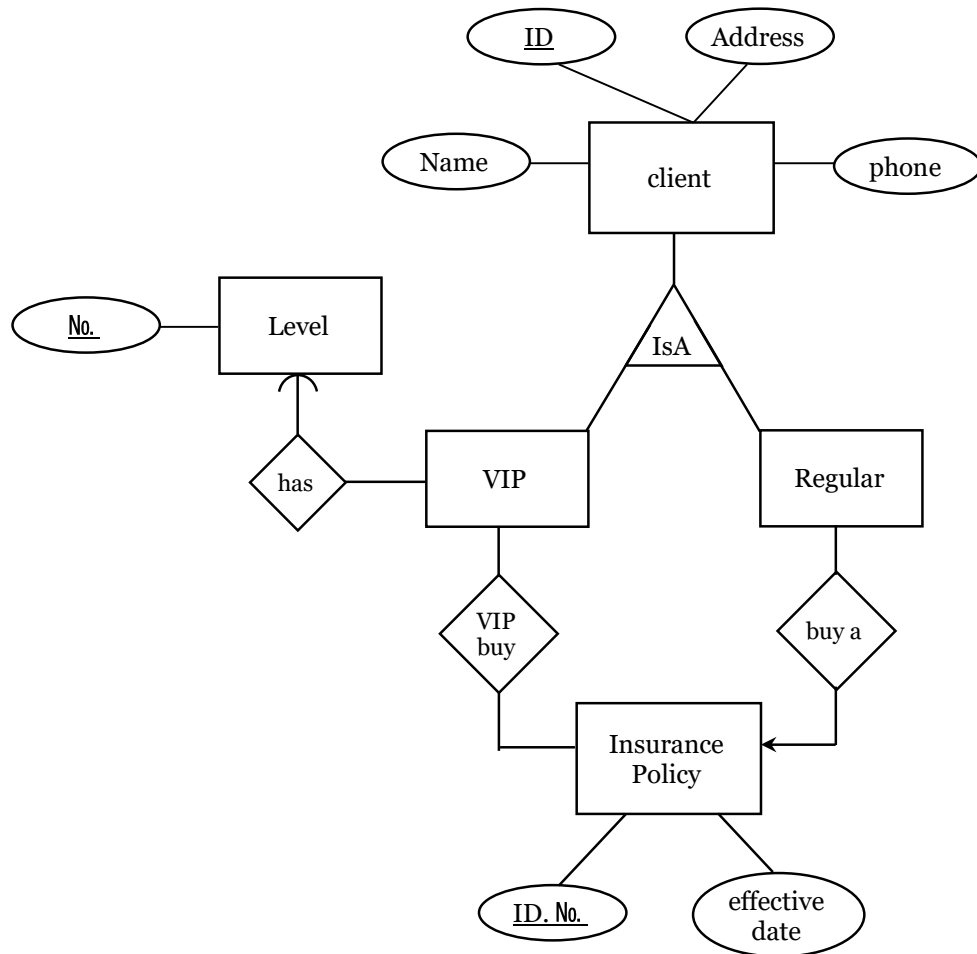 ID
Address
Name
client
phone
No.
Level
IsA
has
VIP
Regular
VIP
buy
buy a
Insurance
Policy
ID. No.
effective
date